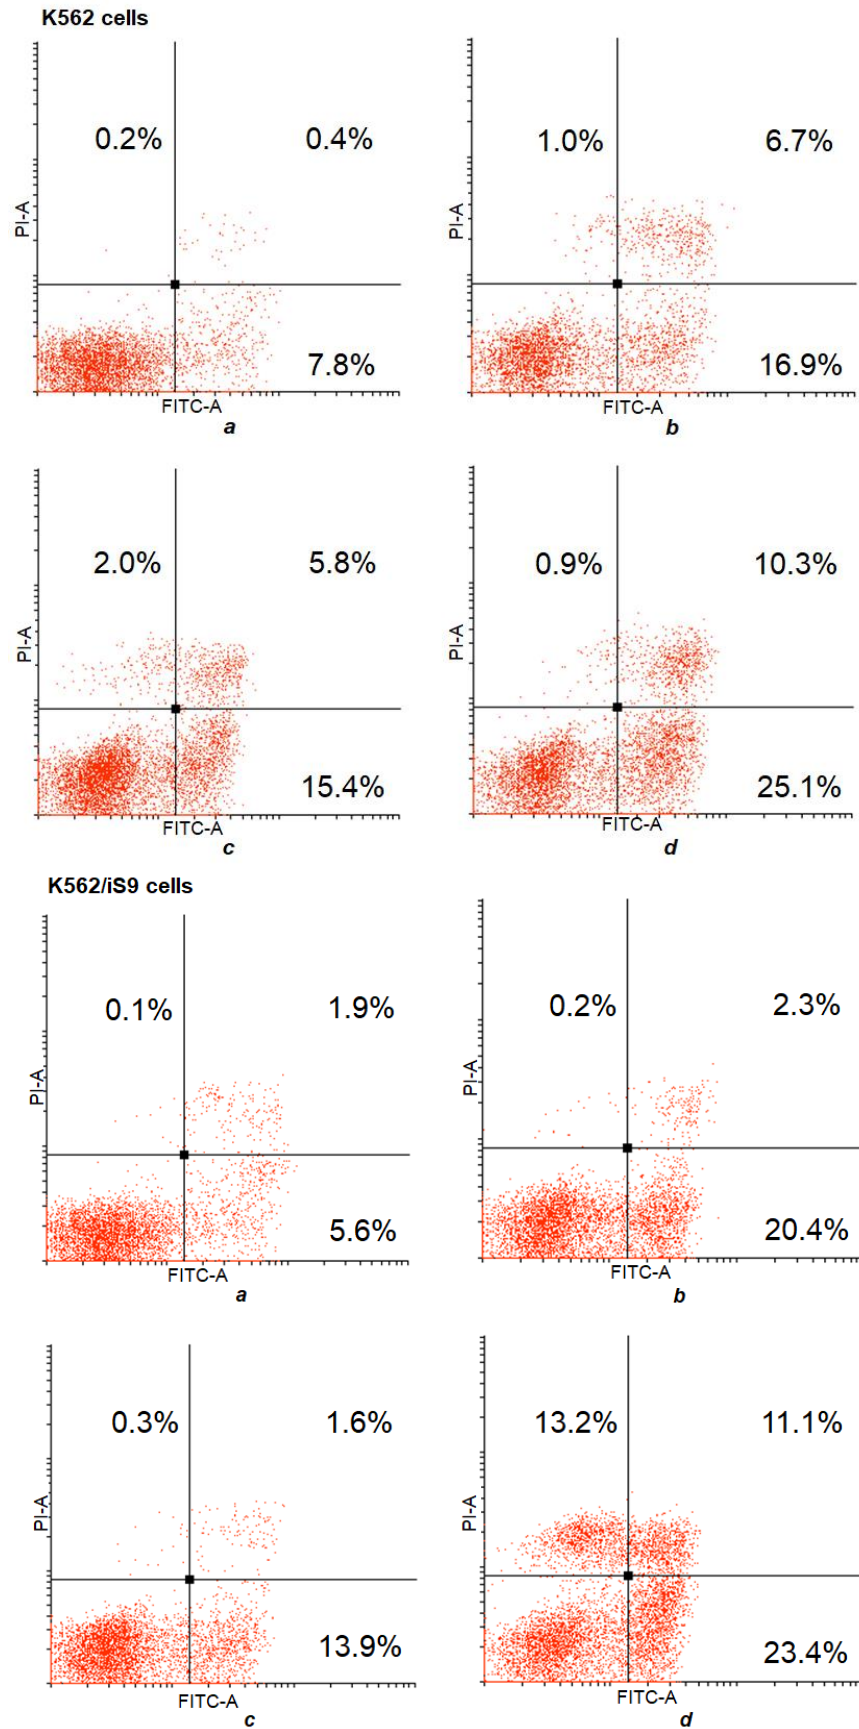 K562 cells
0.2% 0.4% 1.0% 6.7%
PI-A PI-A
7.8% 16.9%
FITC-A FITC-A
a b
2.0% 5.8% 0.9% 10.3%
PI-A PI-A
15.4% 25.1%
FITC-A FITC-A
c d
K562/iS9 cells
0.1% 1.9% 0.2% 2.3%
PI-A PI-A
5.6% 20.4%
FITC-A FITC-A
a b
0.3% 1.6% 13.2% 11.1%
PI-A PI-A
13.9% 23.4%
FITC-A FITC-A
c d